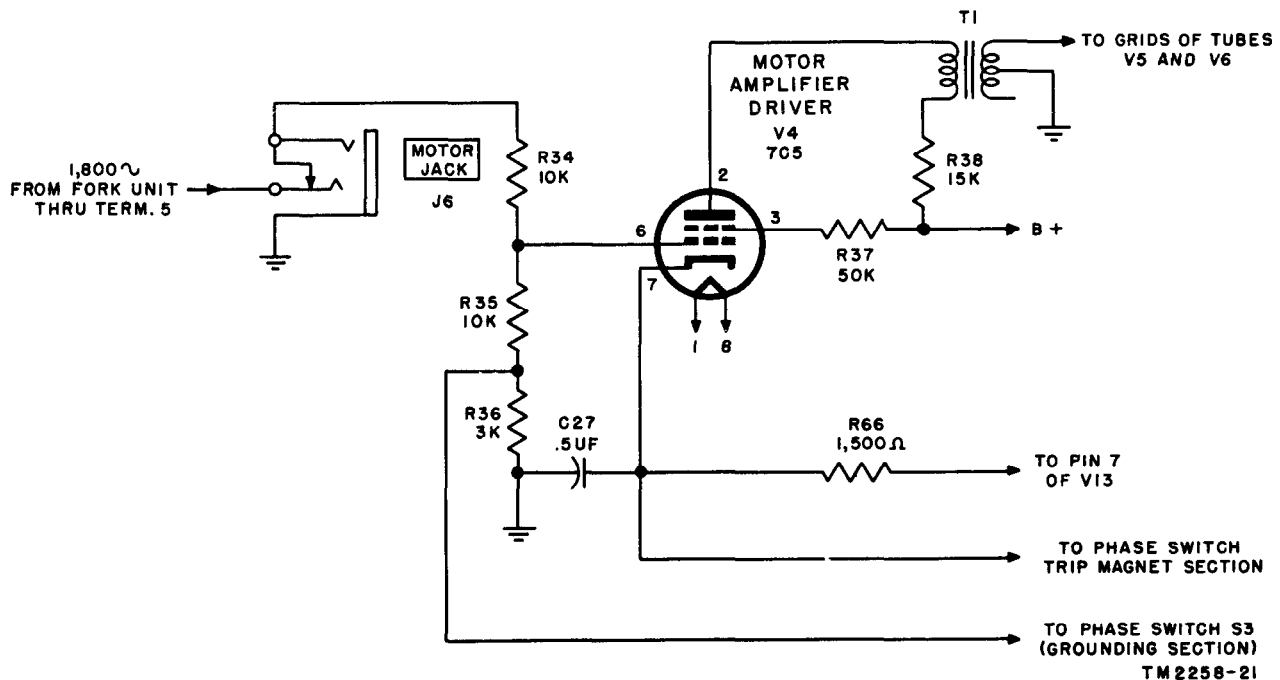 T1
TO GRIDS OF TUBES
V5 AND V6
MOTOR
AMPLIFIER
DRIVER
V4
7C5
1,800~
FROM FORK UNIT
THRU TERM. 5
MOTOR
JACK
J6
R34
10K
R38
15K
2
3
6
7
1
8
B+
R37
50K
R35
10K
R36
3K
C27
.5UF
R66
1,500Ω
TO PIN 7
OF V13
TO PHASE SWITCH
TRIP MAGNET SECTION
TO PHASE SWITCH S3
(GROUNDING SECTION)
TM2258-21